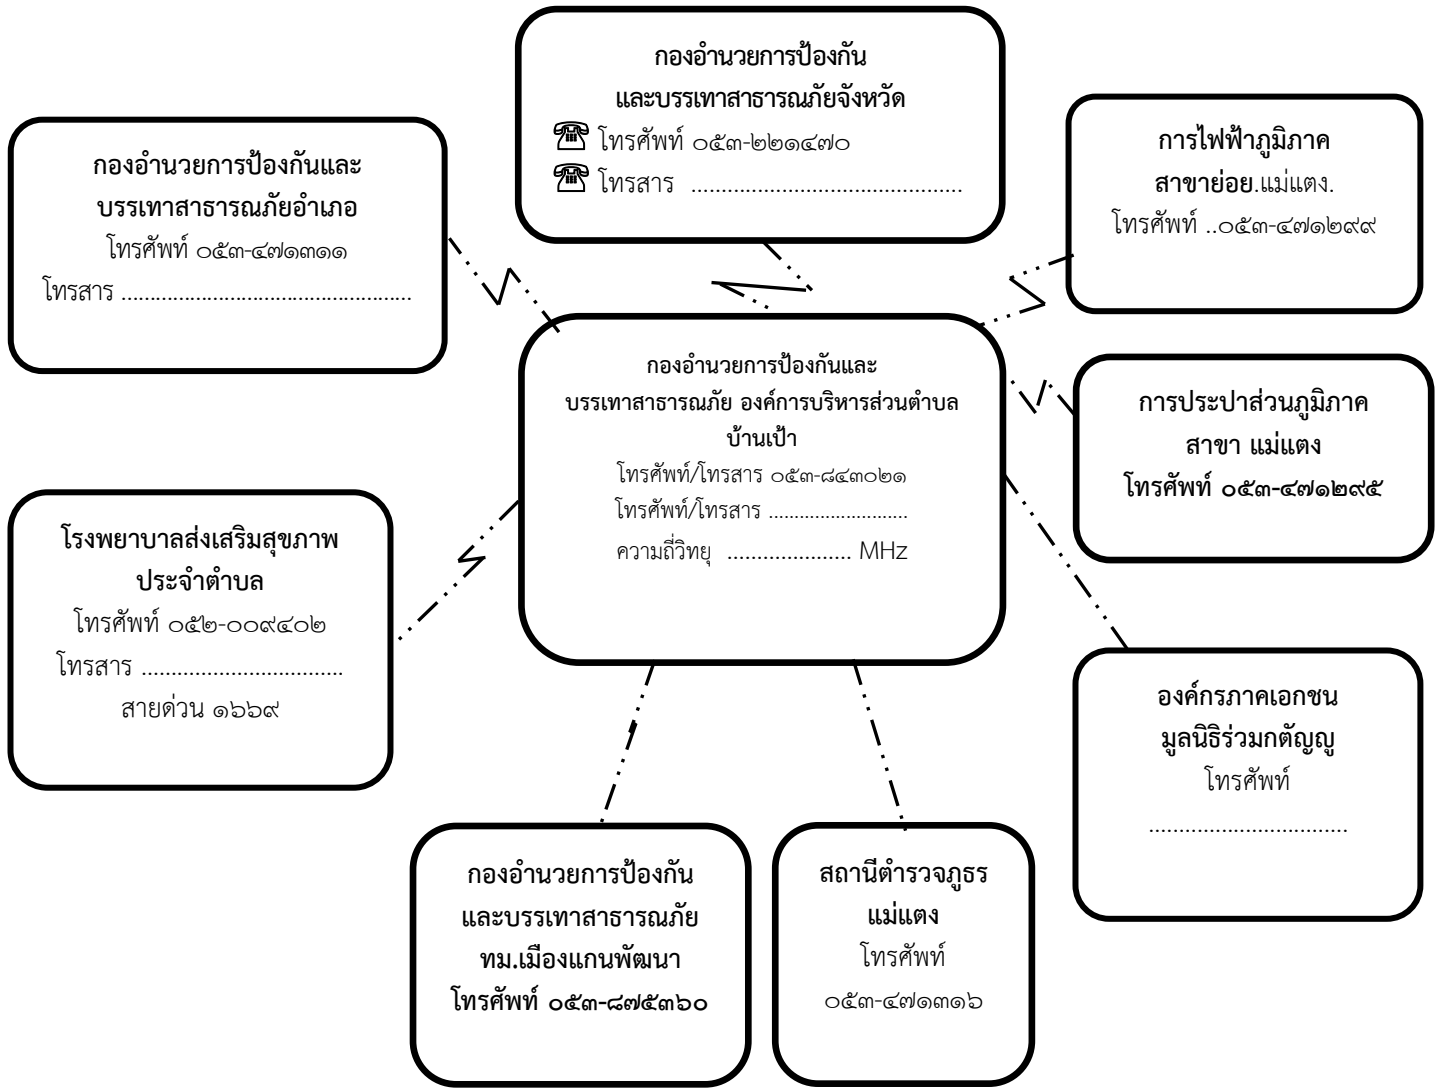 กองอำนวยการป้องกัน
และบรรเทาสาธารณภัยจังหวัด
☎ โทรศัพท์ ๐๕๓-๒๒๑๔๗๐
☎ โทรสาร .............................................
กองอำนวยการป้องกันและ
บรรเทาสาธารณภัยอำเภอ
โทรศัพท์ ๐๕๓-๔๗๑๓๑๑
โทรสาร .................................................
การไฟฟ้าภูมิภาค
สาขาย่อย.แม่แตง.
โทรศัพท์ ..๐๕๓-๔๗๑๒๙๙
กองอำนวยการป้องกันและ
บรรเทาสาธารณภัย องค์การบริหารส่วนตำบล
บ้านเป้า
โทรศัพท์/โทรสาร ๐๕๓-๘๔๓๐๒๑
โทรศัพท์/โทรสาร ..........................
ความถี่วิทยุ ..................... MHz
การประปาส่วนภูมิภาค
สาขา แม่แตง
โทรศัพท์ ๐๕๓-๔๗๑๒๙๕
โรงพยาบาลส่งเสริมสุขภาพ
ประจำตำบล
โทรศัพท์ ๐๕๒-๐๐๙๔๐๒
โทรสาร ..................................
สายด่วน ๑๖๖๙
องค์กรภาคเอกชน
มูลนิธิร่วมกตัญญู
โทรศัพท์
.................................
กองอำนวยการป้องกัน
และบรรเทาสาธารณภัย
ทม.เมืองแกนพัฒนา
โทรศัพท์ ๐๕๓-๘๗๕๓๖๐
สถานีตำรวจภูธร
แม่แตง
โทรศัพท์
๐๕๓-๔๗๑๓๑๖